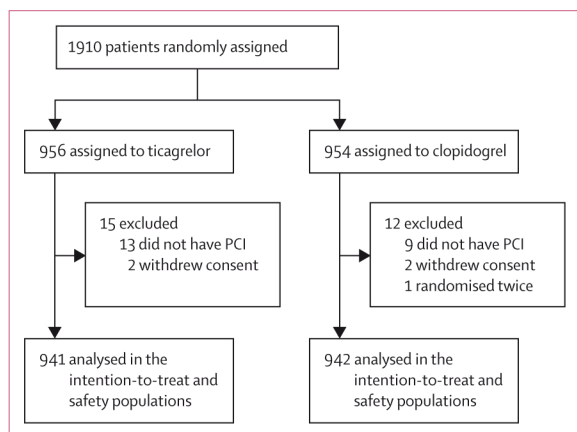 1910 patients randomly assigned
956 assigned to ticagrelor
954 assigned to clopidogrel
15 excluded
13 did not have PCI
2 withdrew consent
12 excluded
9 did not have PCI
2 withdrew consent
1 randomised twice
941 analysed in the
intention-to-treat and
safety populations
942 analysed in the
intention-to-treat and
safety populations